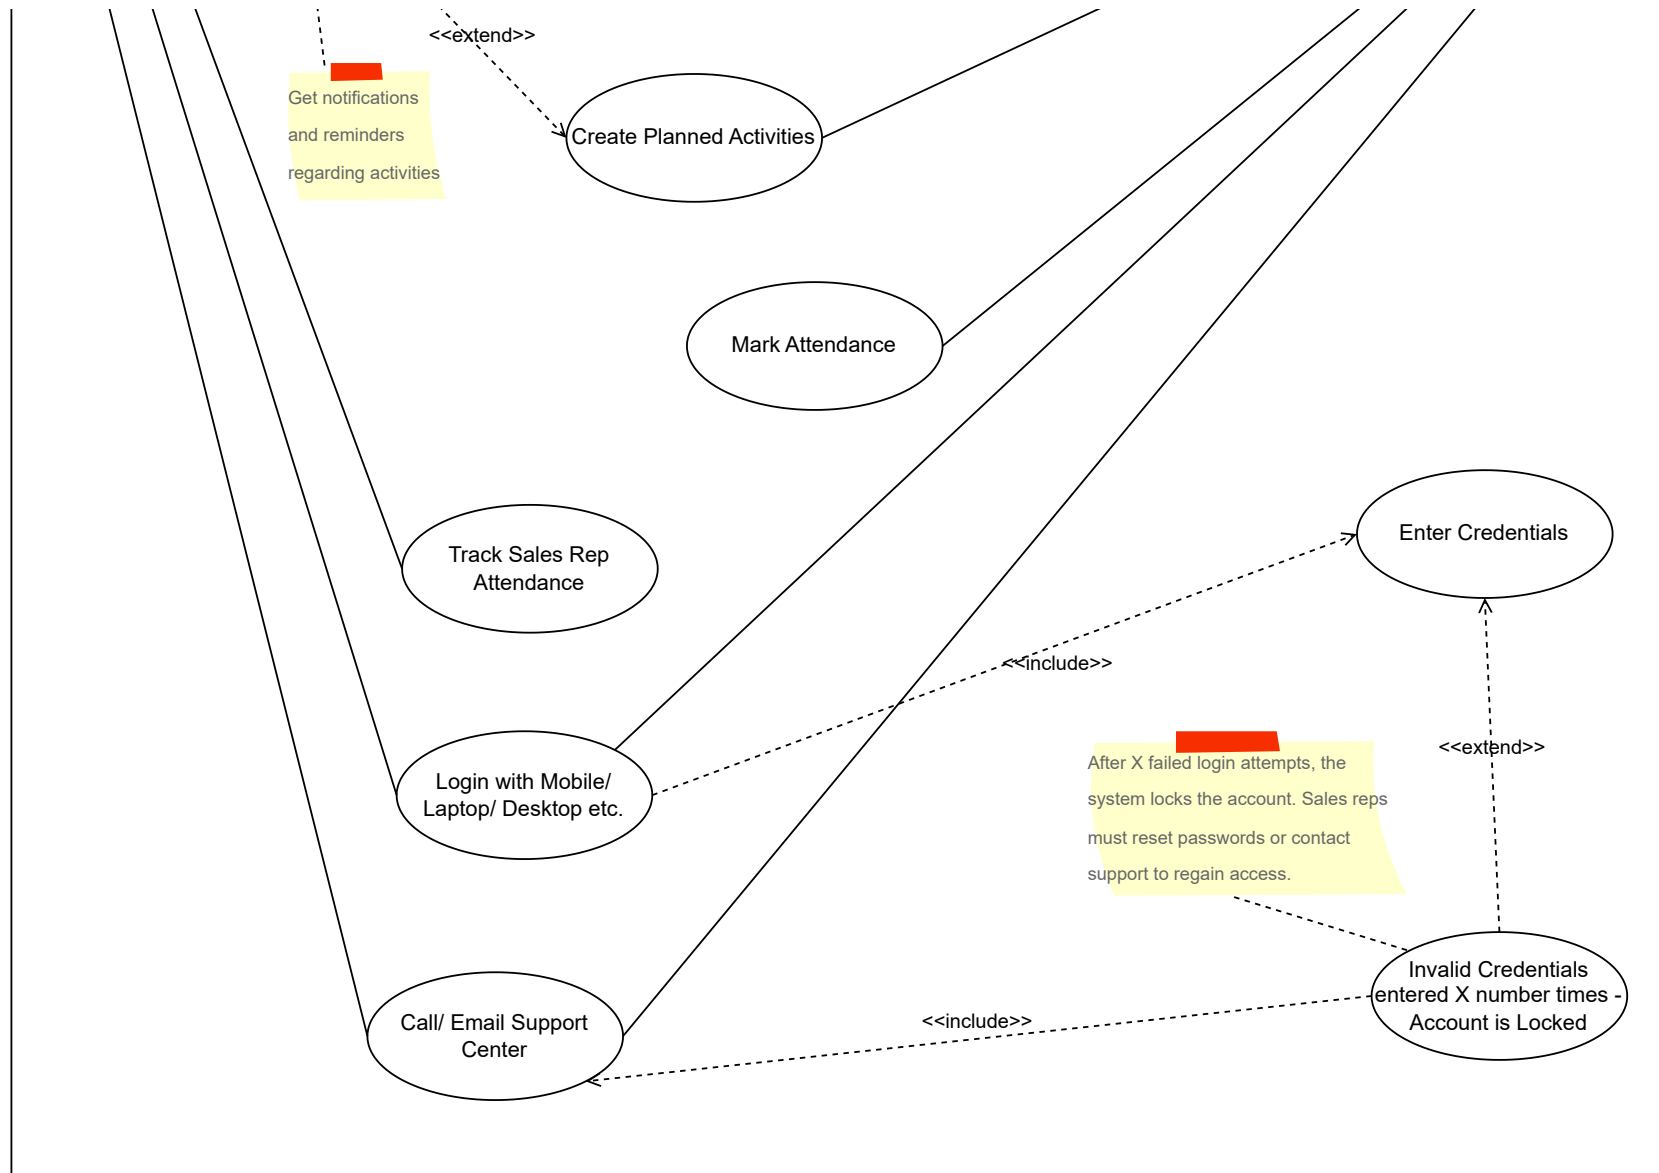 <<extend>>
Get notifications
and reminders
regarding activities
Create Planned Activities
Mark Attendance
Enter Credentials
Track Sales Rep
Attendance
<<include>>
<<extend>>
Login with Mobile/
Laptop/ Desktop etc.
After X failed login attempts, the
system locks the account. Sales reps
must reset passwords or contact
support to regain access.
Invalid Credentials
entered X number times -
Account is Locked
<<include>>
Call/ Email Support
Center